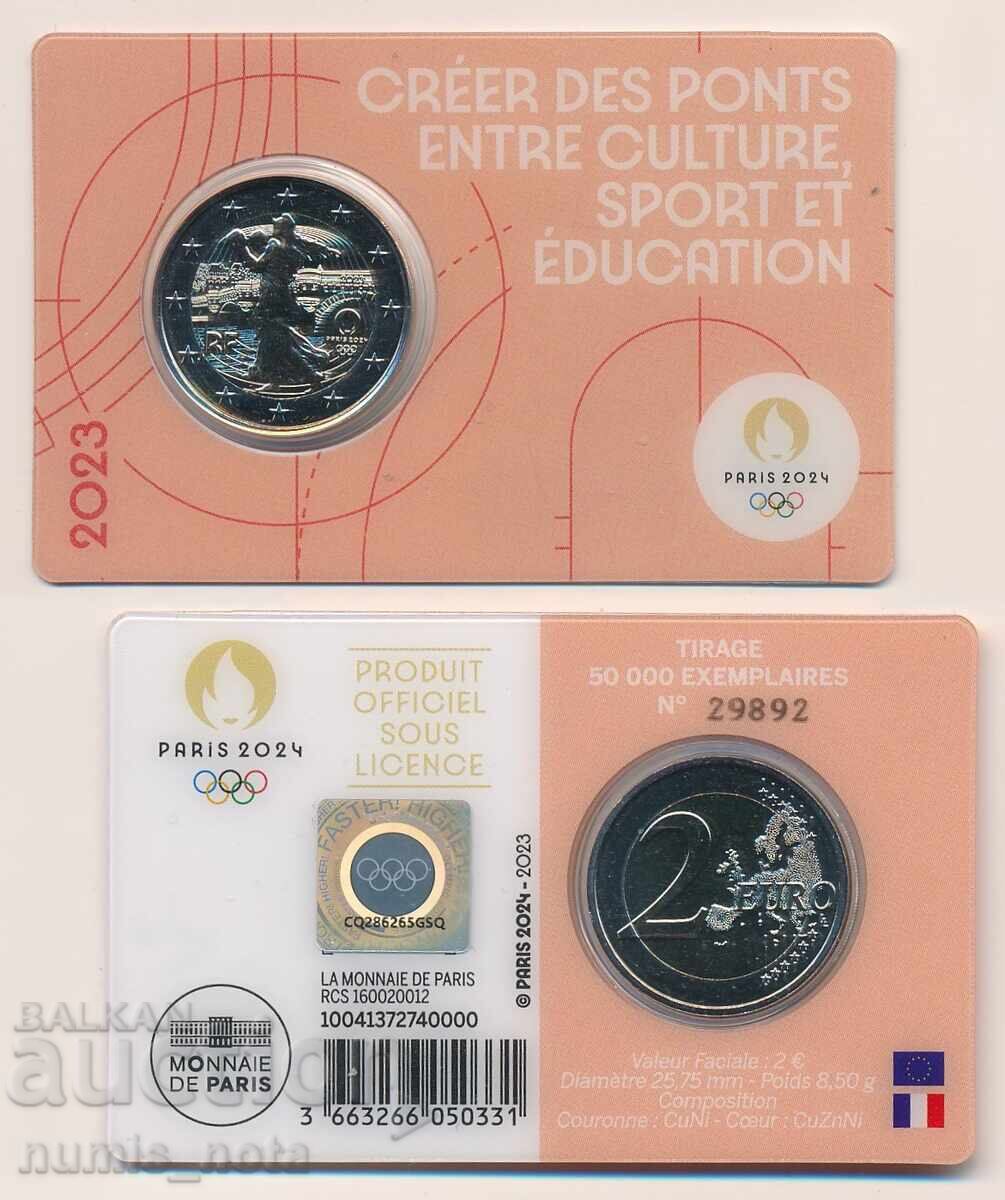 CRÉER DES PONTS
ENTRE CULTURE,
SPORT ET
ÉDUCATION
RF
PARIS 2024
2023
PARIS 2024
PARIS 2024
PRODUIT
OFFICIEL
SOUS
LICENCE
FASTER! HIGHER!
CQ286265GSQ
LA MONNAIE DE PARIS
RCS 160020012
10041372740000
3 663266 050331
© PARIS 2024 - 2023
MONNAIE
DE PARIS
TIRAGE
50 000 EXEMPLAIRES
N° 29892
2 EURO
Valeur Faciale : 2 €
Diamètre 25,75 mm - Poids 8,50 g
Composition
Couronne : CuNi - Cœur : CuZnNi
BALKAN
auction
numis_nota